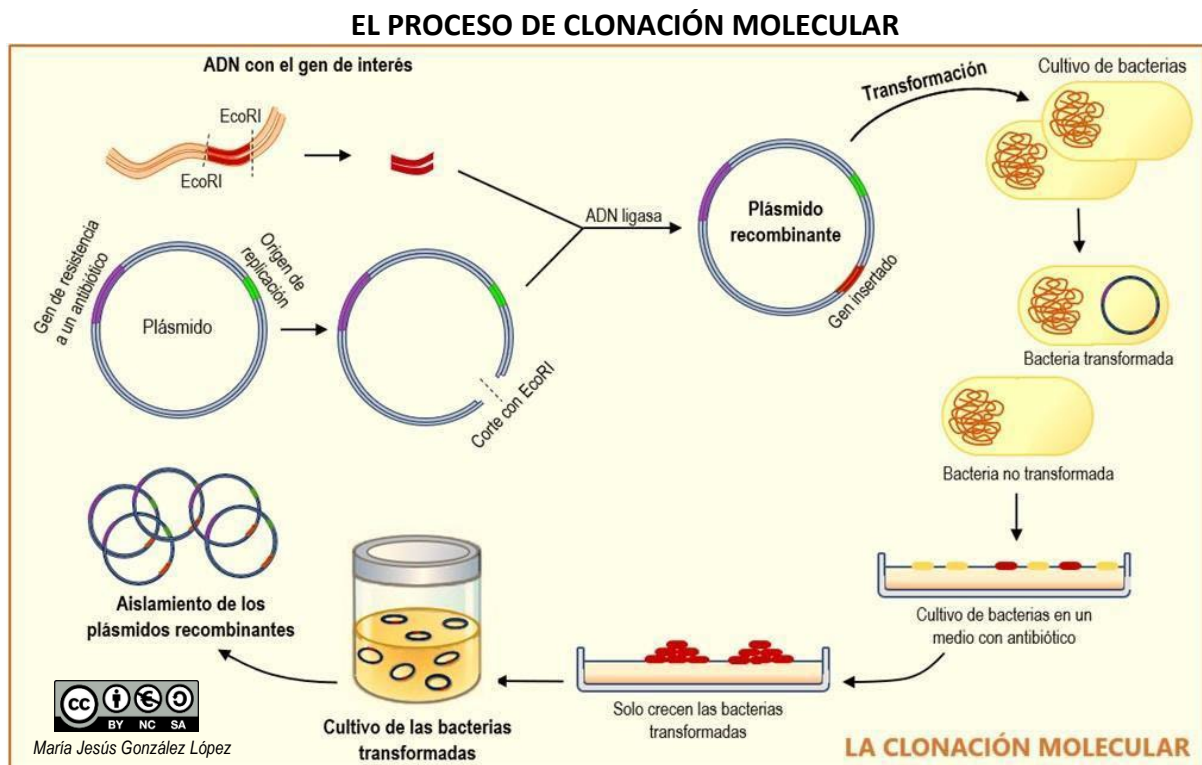 EL PROCESO DE CLONACIÓN MOLECULAR
ADN con el gen de interés
EcoRI
EcoRI
Gen de resistencia
a un antibiótico
Origen de
replicación
Plásmido
Corte con EcoRI
ADN ligasa
Plásmido
recombinante
Gen insertado
Transformación
Cultivo de bacterias
Bacteria transformada
Bacteria no transformada
Cultivo de bacterias en un
medio con antibiótico
Solo crecen las bacterias
transformadas
Cultivo de las bacterias
transformadas
Aislamiento de los
plásmidos recombinantes
cc
BY NC SA
María Jesús González López
LA CLONACIÓN MOLECULAR